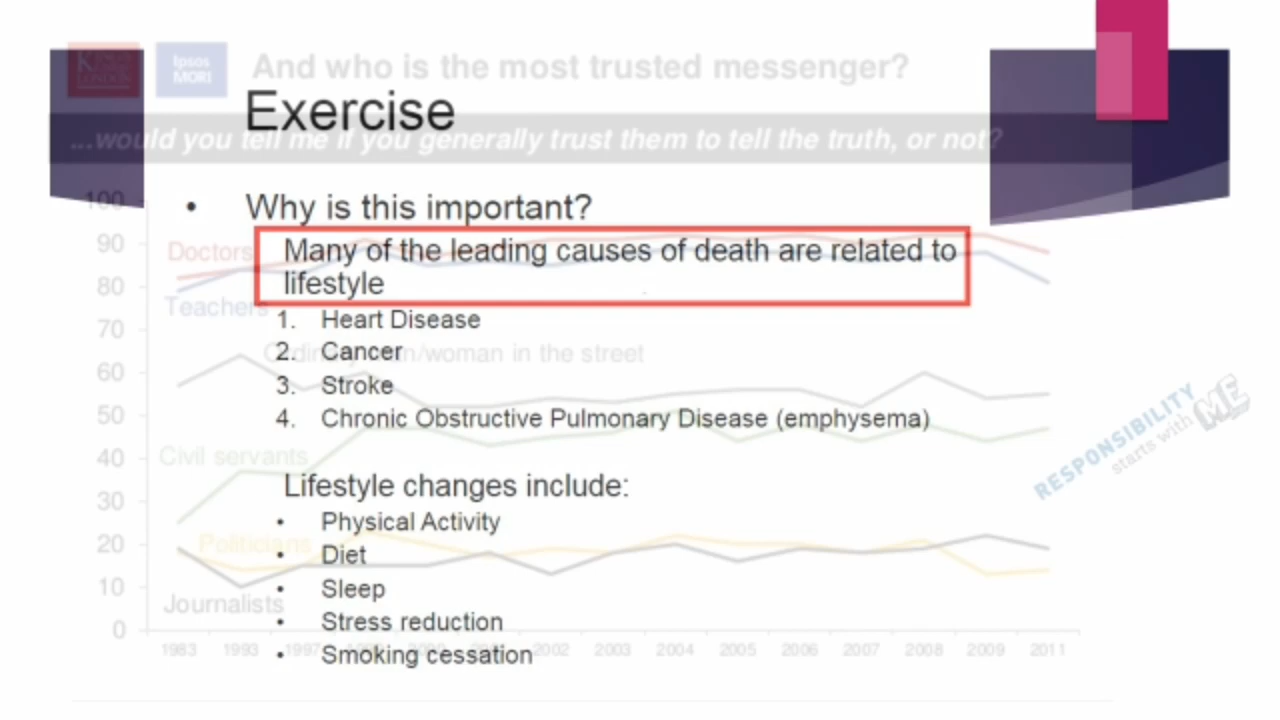 KING'S
LONDON
Ipsos
MORI
And who is the most trusted messenger?
Exercise
...would you tell me if you generally trust them to tell the truth, or not?
• Why is this important?
Many of the leading causes of death are related to
lifestyle
1. Heart Disease
2. Cancer
3. Stroke
4. Chronic Obstructive Pulmonary Disease (emphysema)
Lifestyle changes include:
• Physical Activity
• Diet
• Sleep
• Stress reduction
• Smoking cessation
100
90
80
70
60
50
40
30
20
10
0
Doctors
Teachers
Ordinary man/woman in the street
Civil servants
Politicians
Journalists
1983 1993 1997 2002 2003 2004 2005 2006 2007 2008 2009 2011
RESPONSIBILITY
starts with ME